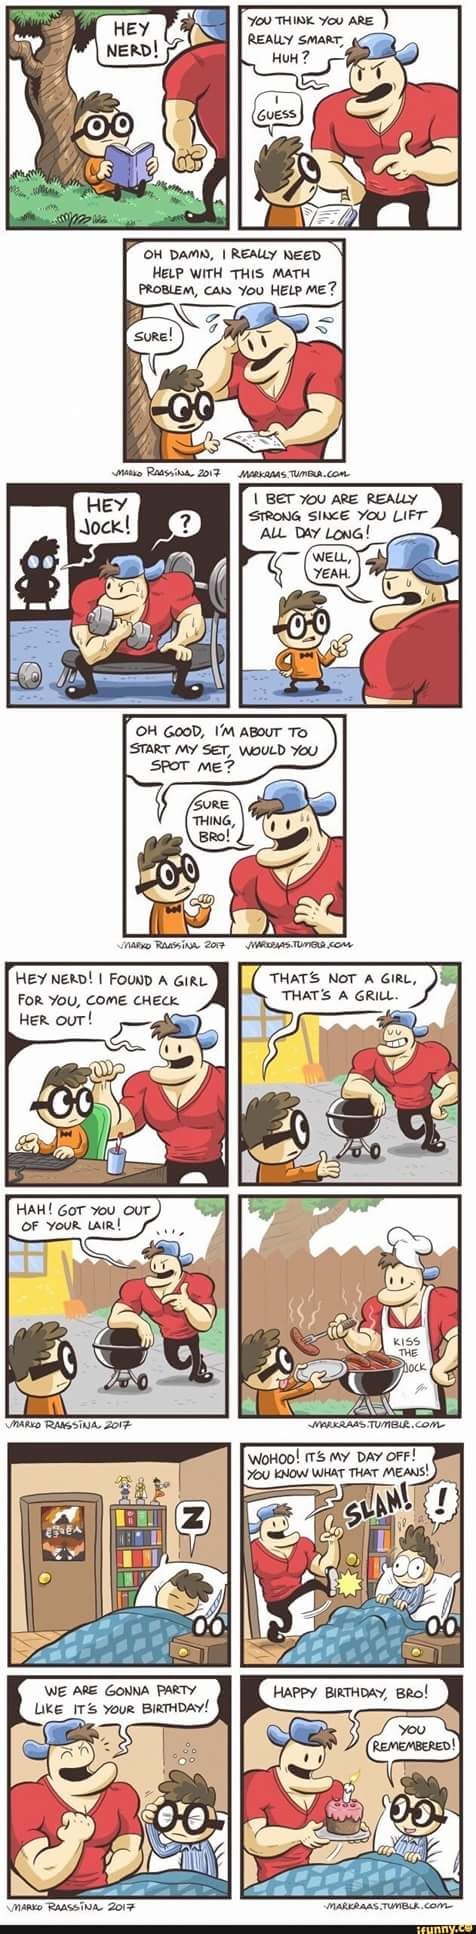 HEY
NERD!
YOU THINK YOU ARE
REALLY SMART,
HUH?
I
GUESS
OH DAMN, I REALLY NEED
HELP WITH THIS MATH
PROBLEM, CAN YOU HELP ME?
SURE!
MARKO RAASSINA 2017
MARKRAAS.TUMBLR.COM
HEY
JOCK!
?
I BET YOU ARE REALLY
STRONG SINCE YOU LIFT
ALL DAY LONG!
WELL,
YEAH.
OH GOOD, I'M ABOUT TO
START MY SET, WOULD YOU
SPOT ME?
SURE
THING,
BRO!
MARKO RAASSINA 2017
MARKRAAS.TUMBLR.COM
HEY NERD! I FOUND A GIRL
FOR YOU, COME CHECK
HER OUT!
THAT'S NOT A GIRL,
THAT'S A GRILL.
HAH! GOT YOU OUT
OF YOUR LAIR!
KISS
THE
JOCK
MARKO RAASSINA 2017
MARKRAAS.TUMBLR.COM
Z
WOHOO! IT'S MY DAY OFF!
YOU KNOW WHAT THAT MEANS!
SLAM!
!
WE ARE GONNA PARTY
LIKE IT'S YOUR BIRTHDAY!
HAPPY BIRTHDAY, BRO!
YOU
REMEMBERED!
MARKO RAASSINA 2017
MARKRAAS.TUMBLR.COM
ifunny.ce